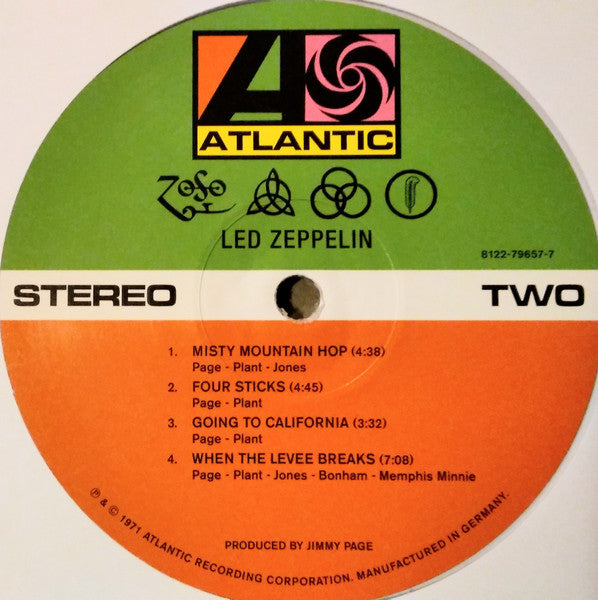 ATLANTIC
ZoSo
LED ZEPPELIN
8122-79657-7
STEREO
TWO
1. MISTY MOUNTAIN HOP (4:38)
Page - Plant - Jones
2. FOUR STICKS (4:45)
Page - Plant
3. GOING TO CALIFORNIA (3:32)
Page - Plant
4. WHEN THE LEVEE BREAKS (7:08)
Page - Plant - Jones - Bonham - Memphis Minnie
PRODUCED BY JIMMY PAGE
℗ & © 1971 ATLANTIC RECORDING CORPORATION. MANUFACTURED IN GERMANY.